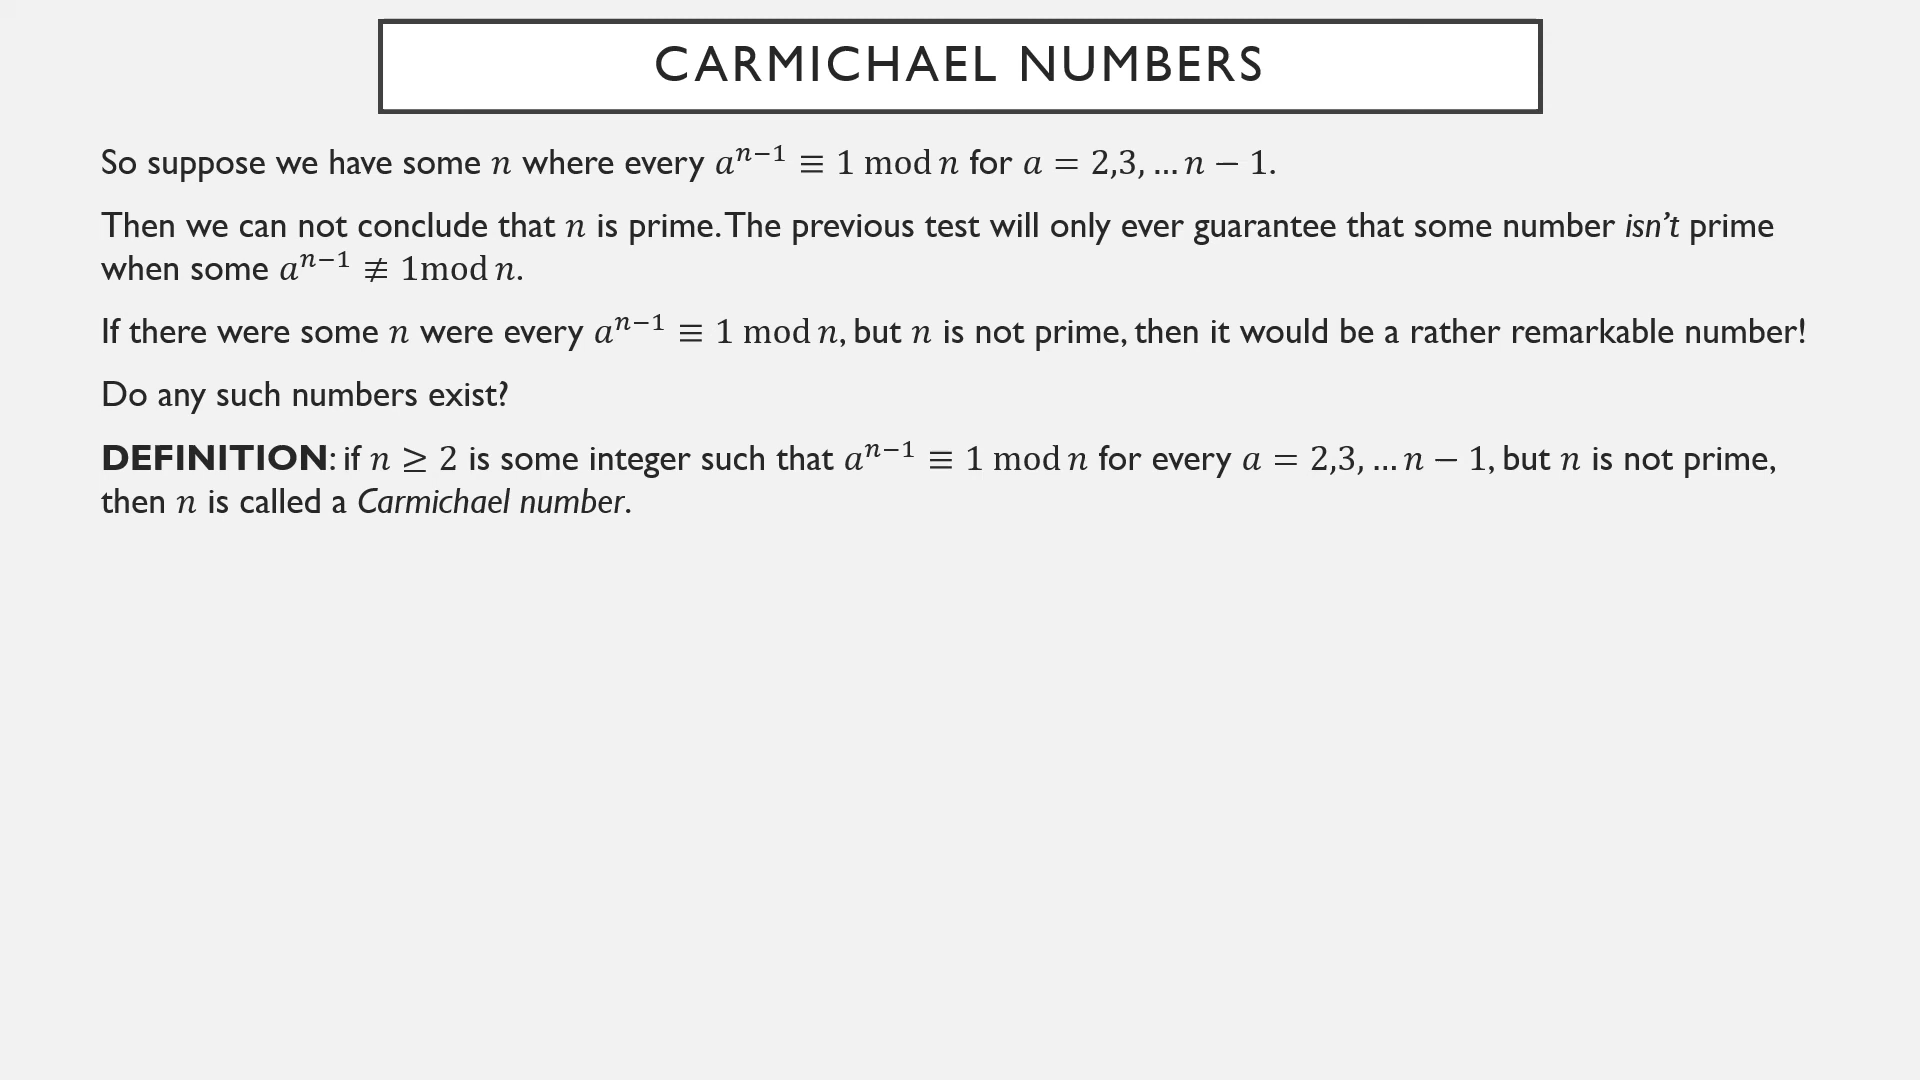 CARMICHAEL NUMBERS
So suppose we have some n where every aⁿ⁻¹ ≡ 1 mod n for a = 2,3, … n − 1.
Then we can not conclude that n is prime. The previous test will only ever guarantee that some number isn’t prime
when some aⁿ⁻¹ ≢ 1mod n.
If there were some n were every aⁿ⁻¹ ≡ 1 mod n, but n is not prime, then it would be a rather remarkable number!
Do any such numbers exist?
DEFINITION: if n ≥ 2 is some integer such that aⁿ⁻¹ ≡ 1 mod n for every a = 2,3, … n − 1, but n is not prime,
then n is called a Carmichael number.